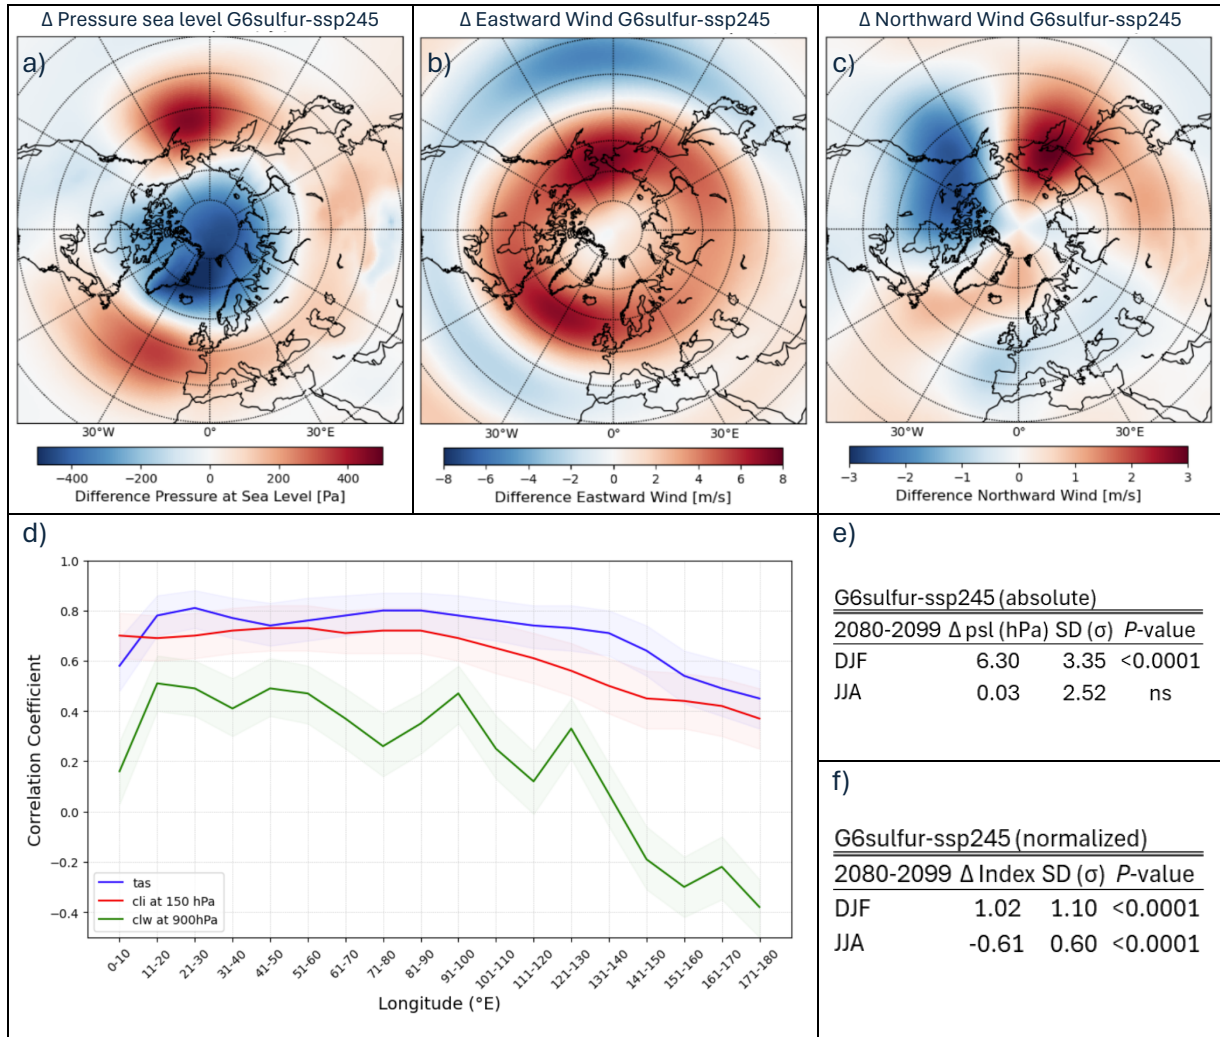 Δ Pressure sea level G6sulfur-ssp245
Δ Eastward Wind G6sulfur-ssp245
Δ Northward Wind G6sulfur-ssp245
a)
b)
c)
30°W 0° 30°E
30°W 0° 30°E
30°W 0° 30°E
−400 −200 0 200 400
Difference Pressure at Sea Level [Pa]
−8 −6 −4 −2 0 2 4 6 8
Difference Eastward Wind [m/s]
−3 −2 −1 0 1 2 3
Difference Northward Wind [m/s]
d)
Correlation Coefficient
1.0
0.8
0.6
0.4
0.2
0.0
−0.2
−0.4
tas
cli at 150 hPa
clw at 900hPa
0-10 11-20 21-30 31-40 41-50 51-60 61-70 71-80 81-90 91-100 101-110 111-120 121-130 131-140 141-150 151-160 161-170 171-180
Longitude (°E)
e)
G6sulfur-ssp245 (absolute)
2080-2099 Δ psl (hPa) SD (σ) P-value
DJF 6.30 3.35 <0.0001
JJA 0.03 2.52 ns
f)
G6sulfur-ssp245 (normalized)
2080-2099 Δ Index SD (σ) P-value
DJF 1.02 1.10 <0.0001
JJA -0.61 0.60 <0.0001